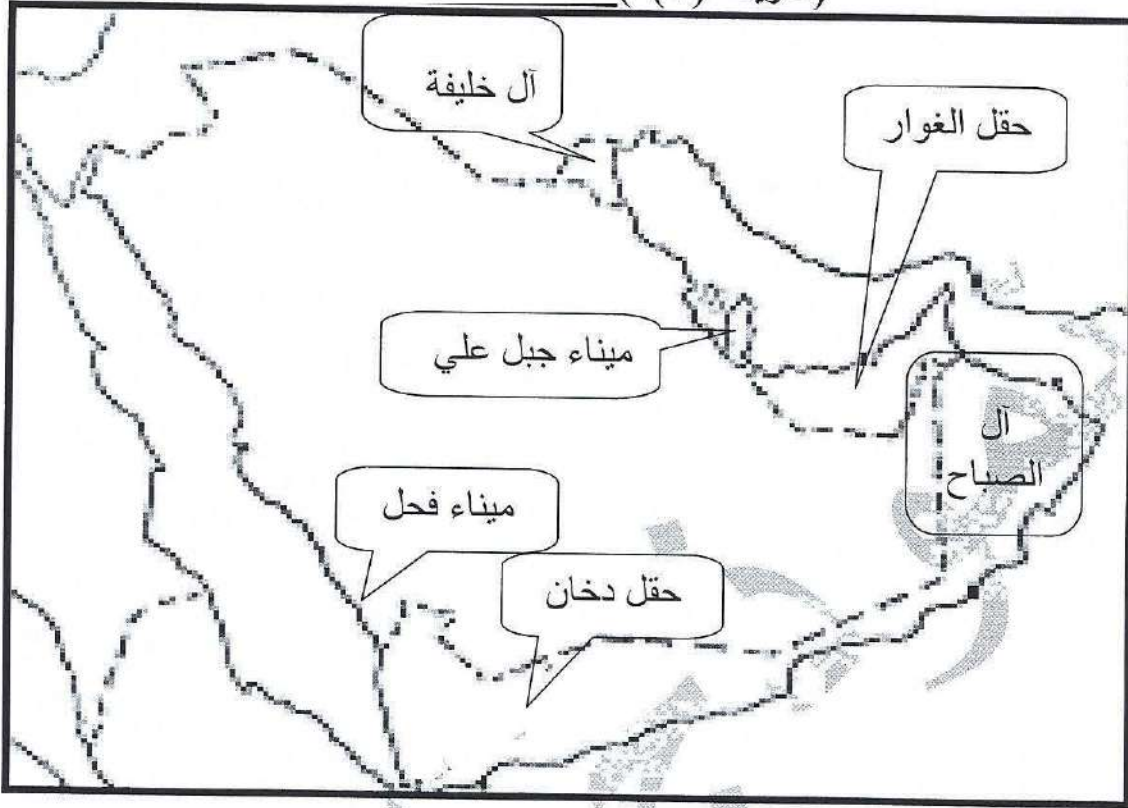 آل خليفة
حقل الغوار
ميناء جبل علي
آل
الصباح
ميناء فحل
حقل دخان